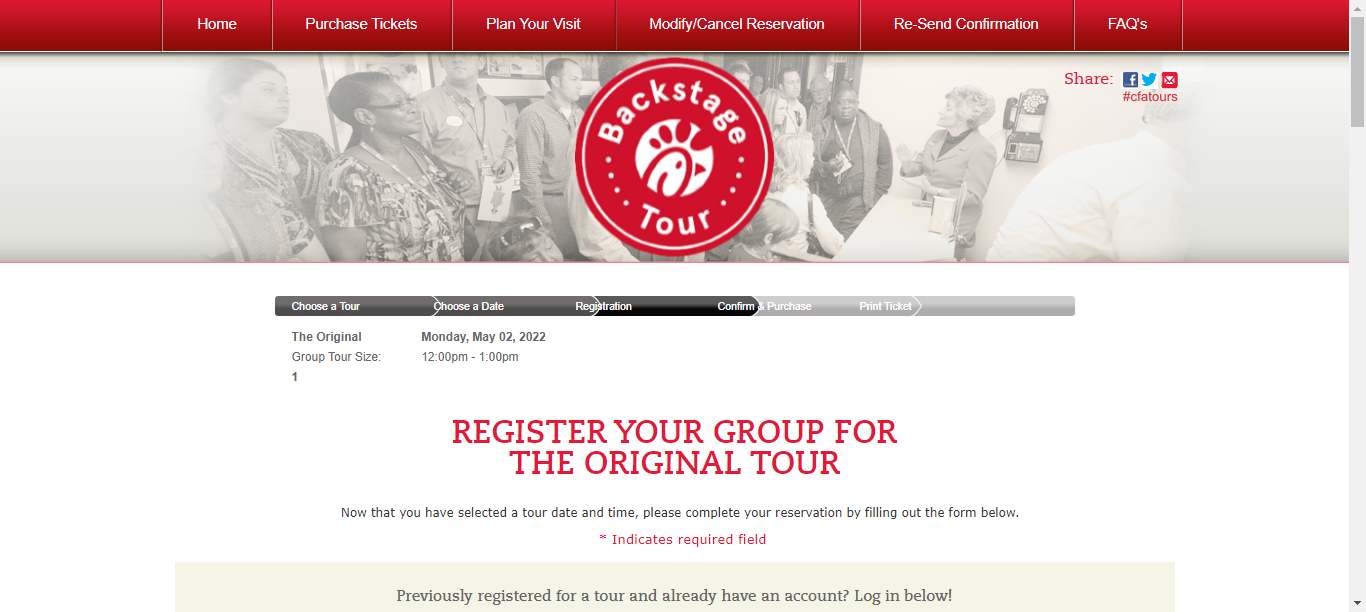 Home Purchase Tickets Plan Your Visit Modify/Cancel Reservation Re-Send Confirmation FAQ's
Share:
#cfatours
Backstage
Tour
Choose a Tour Choose a Date Registration Confirm & Purchase Print Ticket
The Original Monday, May 02, 2022
Group Tour Size: 12:00pm - 1:00pm
1
REGISTER YOUR GROUP FOR
THE ORIGINAL TOUR
Now that you have selected a tour date and time, please complete your reservation by filling out the form below.
* Indicates required field
Previously registered for a tour and already have an account? Log in below!